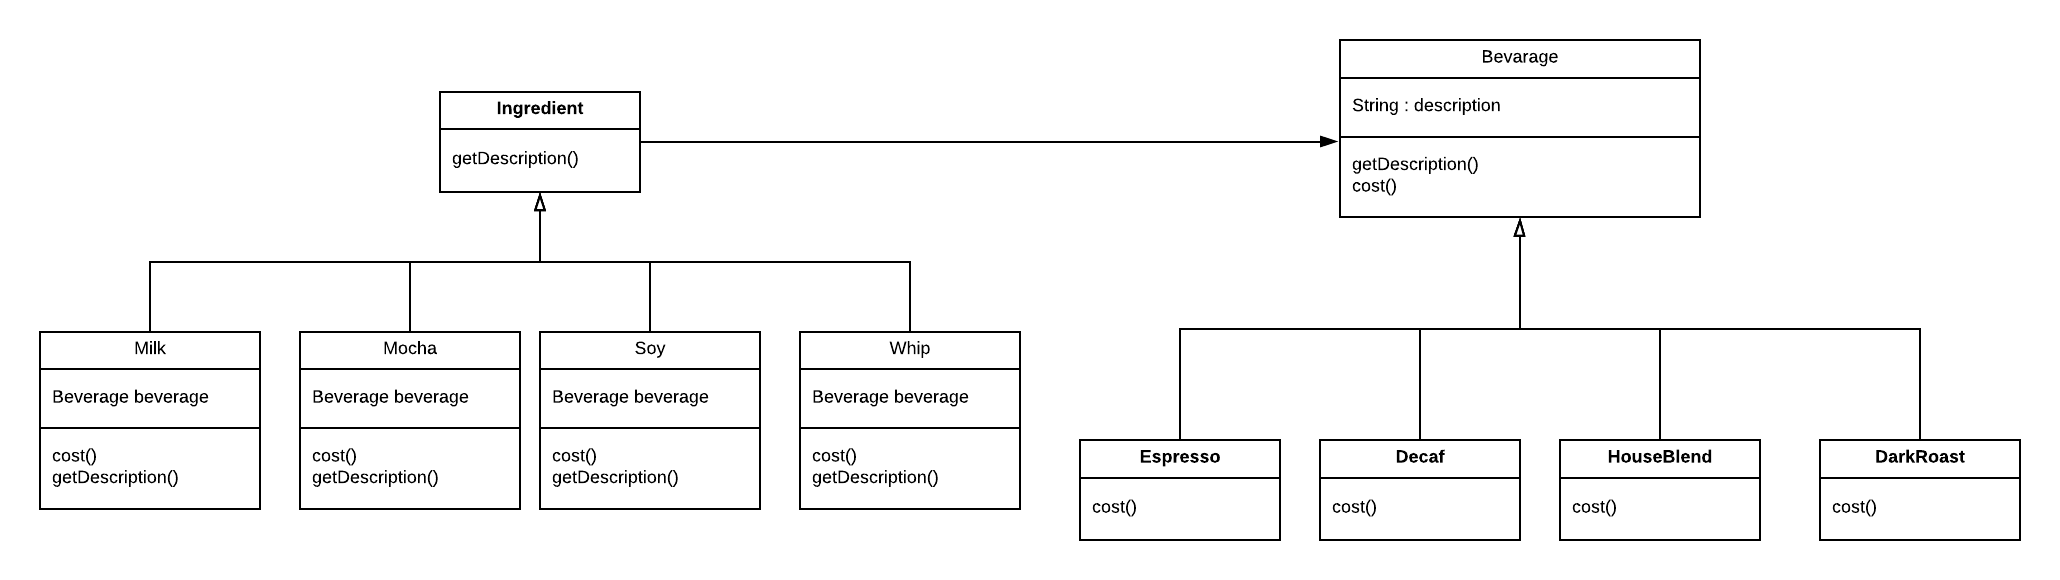 Bevarage
String : description
getDescription()
cost()
Ingredient
getDescription()
Milk
Beverage beverage
cost()
getDescription()
Mocha
Beverage beverage
cost()
getDescription()
Soy
Beverage beverage
cost()
getDescription()
Whip
Beverage beverage
cost()
getDescription()
Espresso
cost()
Decaf
cost()
HouseBlend
cost()
DarkRoast
cost()